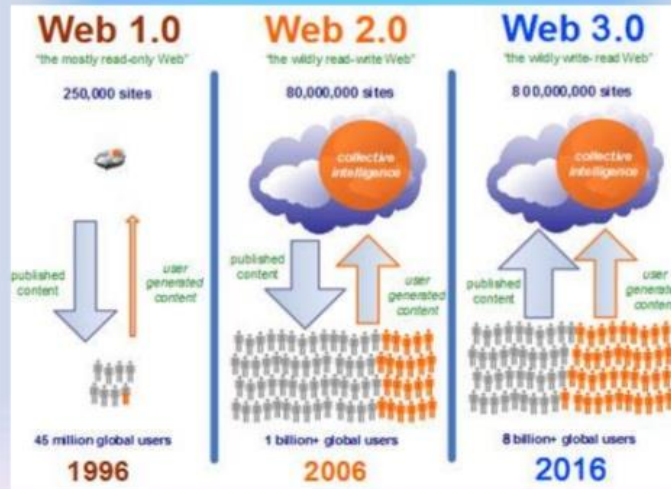 Web 1.0
"the mostly read-only Web"
250,000 sites
published
content
user
generated
content
45 million global users
1996
Web 2.0
"the wildly read-write Web"
80,000,000 sites
collective
intelligence
published
content
user
generated
content
1 billion+ global users
2006
Web 3.0
"the wildly write- read Web"
800,000,000 sites
collective
intelligence
published
content
user
generated
content
8 billion+ global users
2016